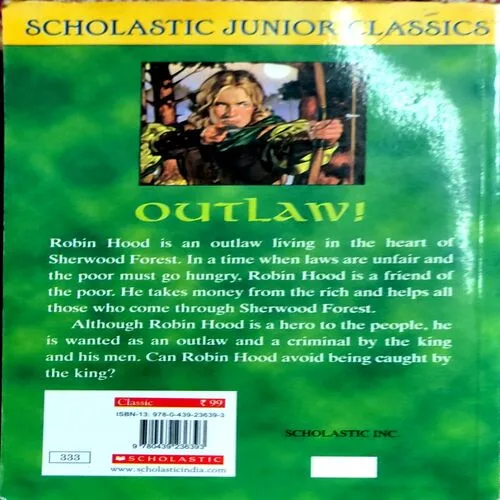 SCHOLASTIC JUNIOR CLASSICS
OUTLAW!
Robin Hood is an outlaw living in the heart of
Sherwood Forest. In a time when laws are unfair and
the poor must go hungry, Robin Hood is a friend of
the poor. He takes money from the rich and helps all
those who come through Sherwood Forest.
Although Robin Hood is a hero to the people, he
is wanted as an outlaw and a criminal by the king
and his men. Can Robin Hood avoid being caught by
the king?
Classic ₹ 99
ISBN-13: 978-0-439-23639-3
9 780439 236393
333
SCHOLASTIC
www.scholasticindia.com
SCHOLASTIC INC.